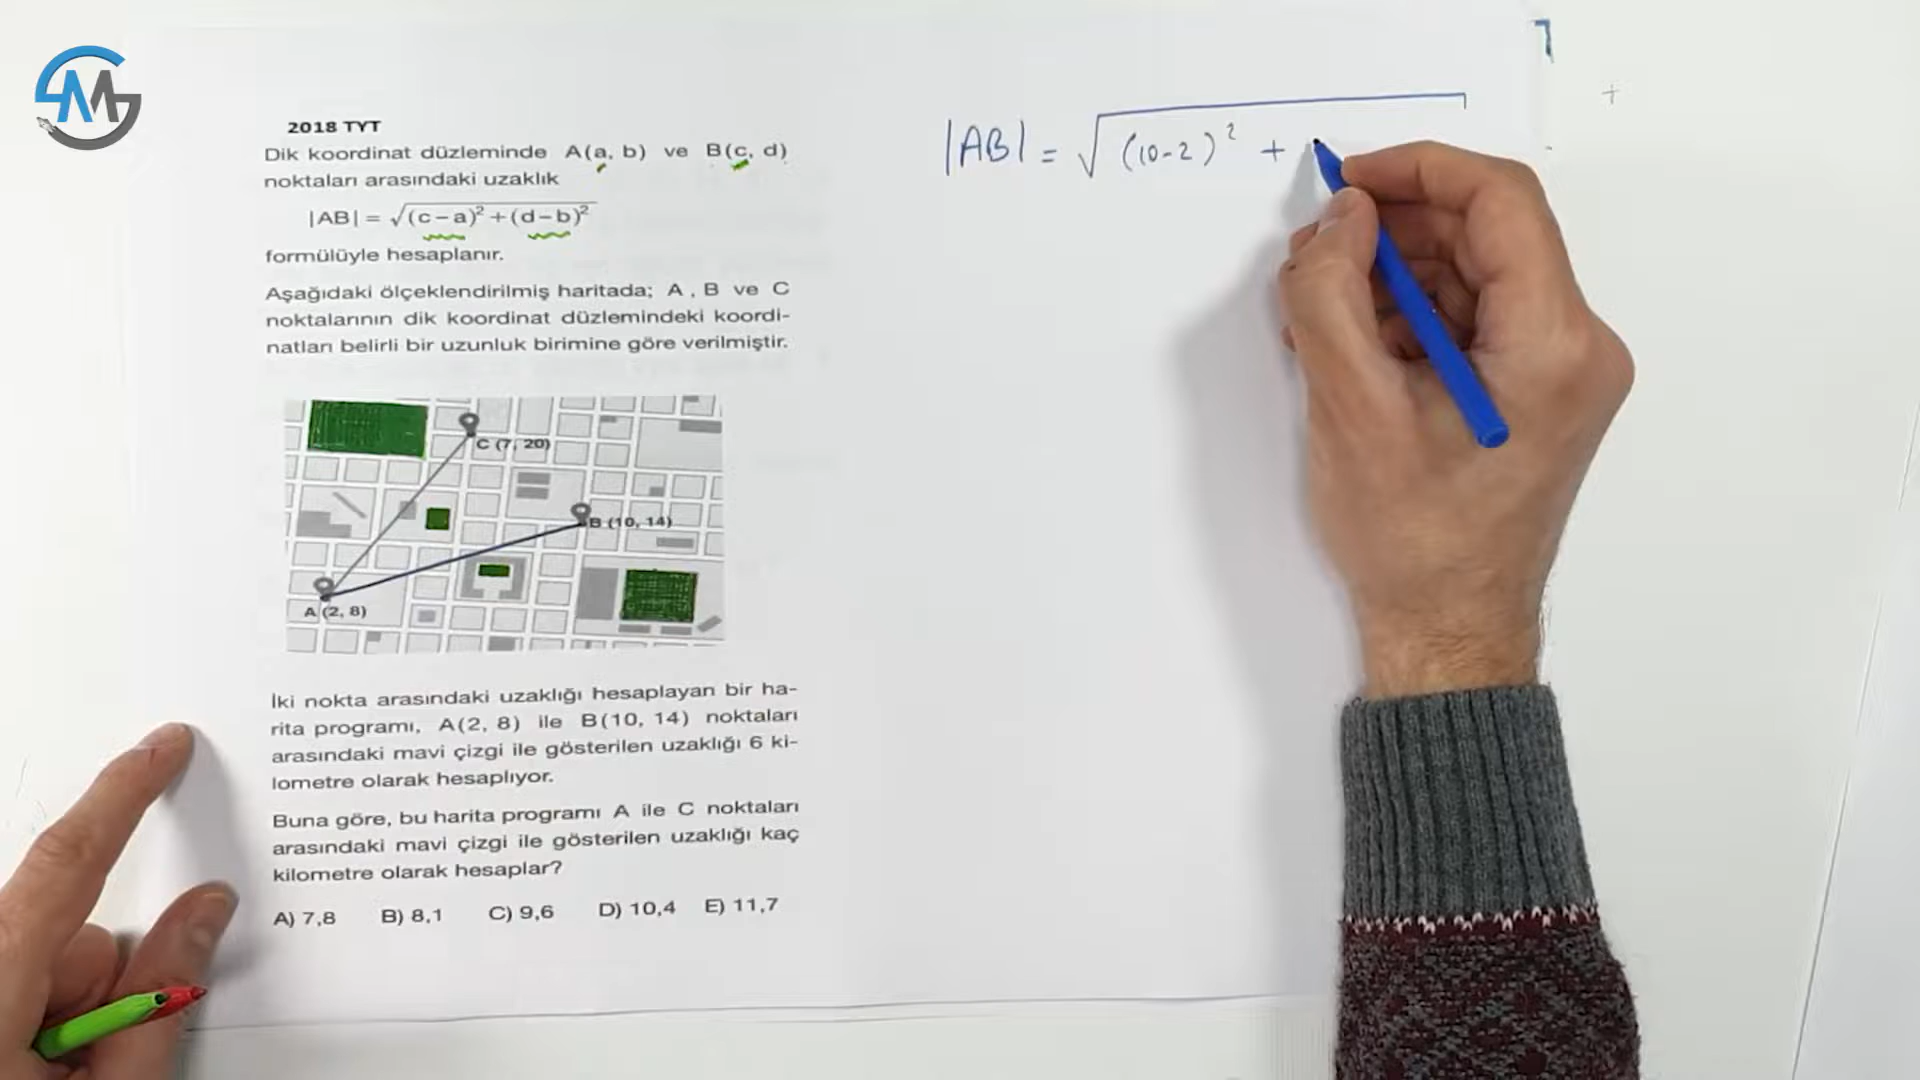 2018 TYT
Dik koordinat düzleminde A(a, b) ve B(c, d)
noktaları arasındaki uzaklık
|AB| = √(c−a)² + (d−b)²
formülüyle hesaplanır.
Aşağıdaki ölçeklendirilmiş haritada; A , B ve C
noktalarının dik koordinat düzlemindeki koordi-
natları belirli bir uzunluk birimine göre verilmiştir.
C (7, 20)
B (10, 14)
A (2, 8)
İki nokta arasındaki uzaklığı hesaplayan bir ha-
rita programı, A(2, 8) ile B(10, 14) noktaları
arasındaki mavi çizgi ile gösterilen uzaklığı 6 ki-
lometre olarak hesaplıyor.
Buna göre, bu harita programı A ile C noktaları
arasındaki mavi çizgi ile gösterilen uzaklığı kaç
kilometre olarak hesaplar?
A) 7,8 B) 8,1 C) 9,6 D) 10,4 E) 11,7
|AB| = √(10-2)² +